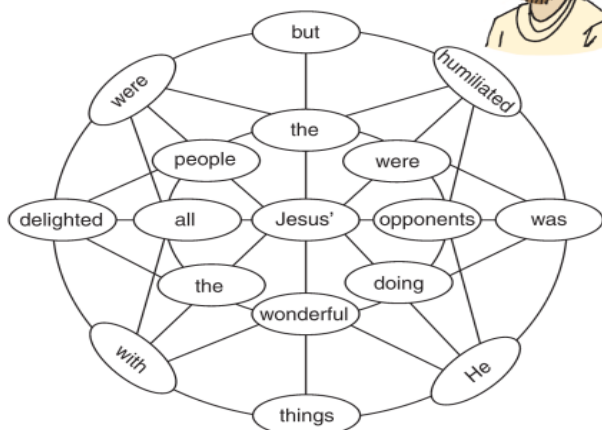 but
were
humiliated
the
people
were
delighted
all
Jesus'
opponents
was
the
doing
wonderful
with
He
things